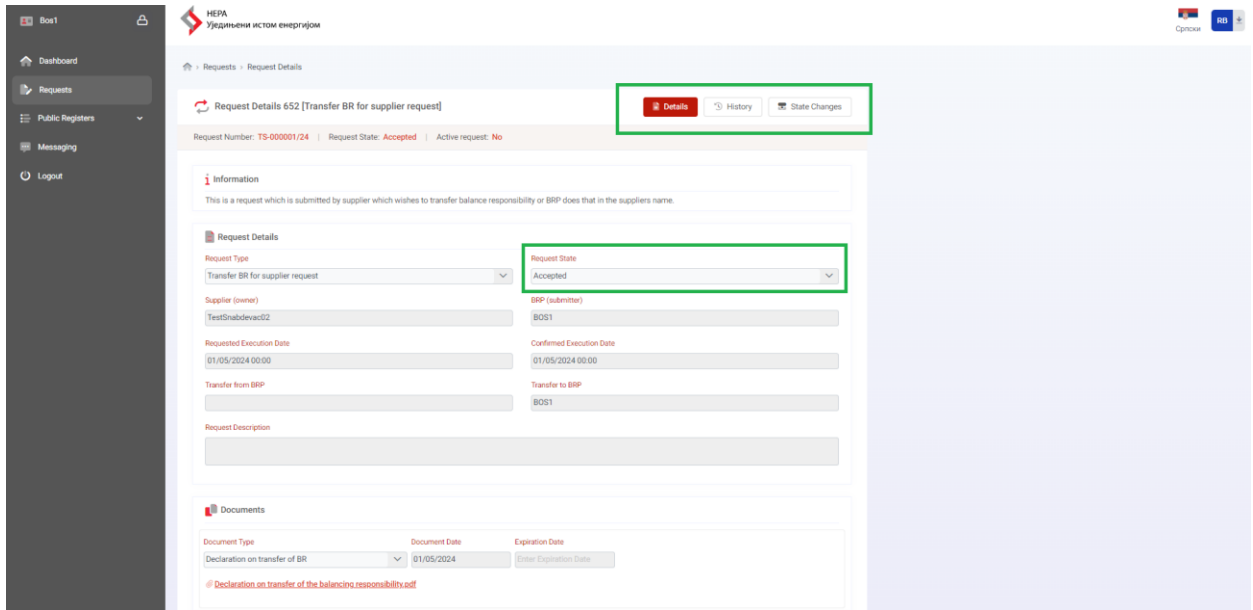 Bos1
Dashboard
Requests
Public Registers
Messaging
Logout
НЕРА
Уједињени истом енергијом
Српски
RB
Requests > Request Details
Request Details 652 [Transfer BR for supplier request]
Details
History
State Changes
Request Number: TS-000001/24 | Request State: Accepted | Active request: No
Information
This is a request which is submitted by supplier which wishes to transfer balance responsibility or BRP does that in the suppliers name.
Request Details
Request Type
Transfer BR for supplier request
Request State
Accepted
Supplier (owner)
TestSnabdevac02
BRP (submitter)
BOS1
Requested Execution Date
01/05/2024 00:00
Confirmed Execution Date
01/05/2024 00:00
Transfer from BRP
Transfer to BRP
BOS1
Request Description
Documents
Document Type
Declaration on transfer of BR
Document Date
01/05/2024
Expiration Date
Enter Expiration Date
Declaration on transfer of the balancing responsibility.pdf